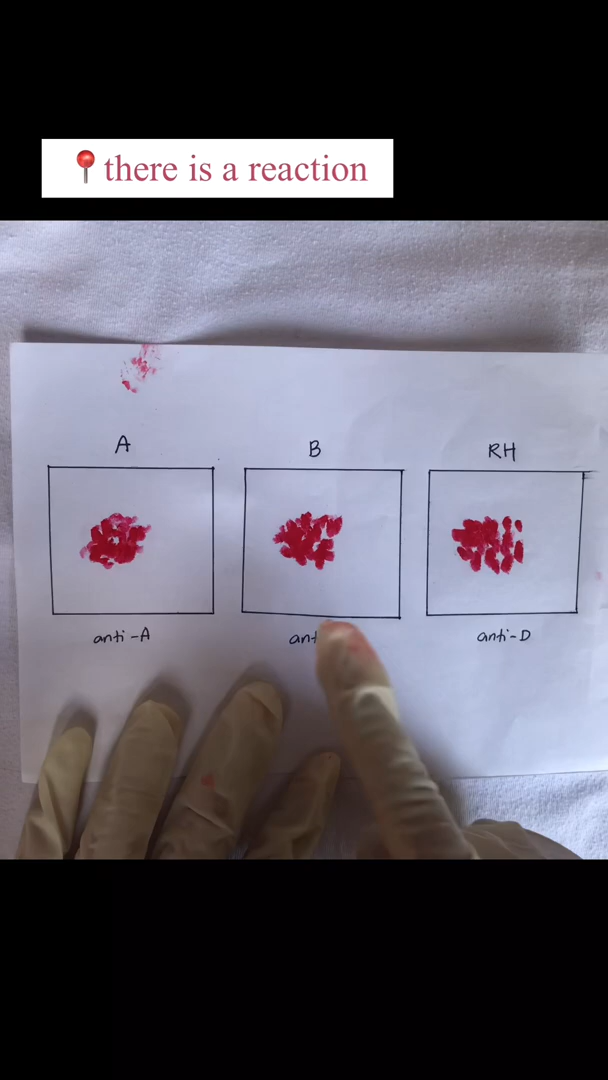 📍there is a reaction
A
B
RH
anti-A
anti-D